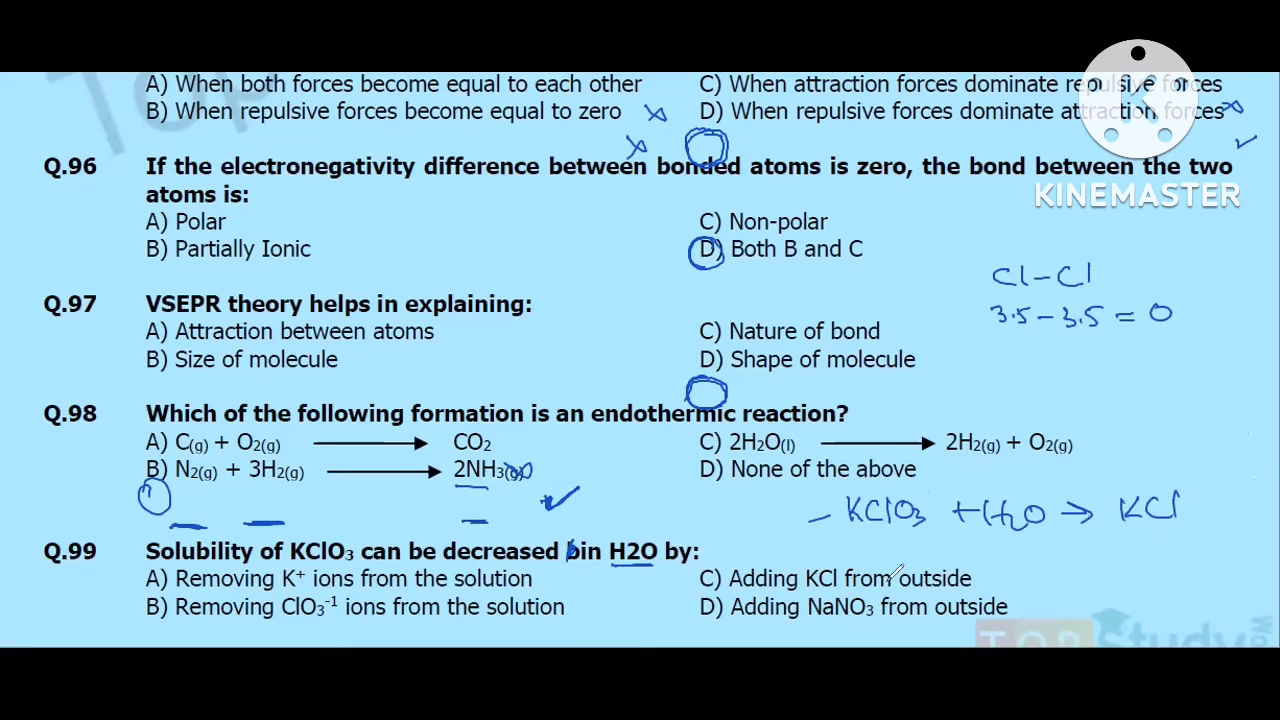 A) When both forces become equal to each other
C) When attraction forces dominate repulsive forces
B) When repulsive forces become equal to zero
D) When repulsive forces dominate attraction forces
KINEMASTER
Q.96 If the electronegativity difference between bonded atoms is zero, the bond between the two
atoms is:
A) Polar
C) Non-polar
B) Partially Ionic
D) Both B and C
Cl-Cl
3.5-3.5=0
Q.97 VSEPR theory helps in explaining:
A) Attraction between atoms
C) Nature of bond
B) Size of molecule
D) Shape of molecule
Q.98 Which of the following formation is an endothermic reaction?
A) C(g) + O2(g) → CO2
C) 2H2O(l) → 2H2(g) + O2(g)
B) N2(g) + 3H2(g) → 2NH3(g)
D) None of the above
KClO3 + H2O → KCl
Q.99 Solubility of KClO3 can be decreased in H2O by:
A) Removing K+ ions from the solution
C) Adding KCl from outside
B) Removing ClO3-1 ions from the solution
D) Adding NaNO3 from outside
TOP Study